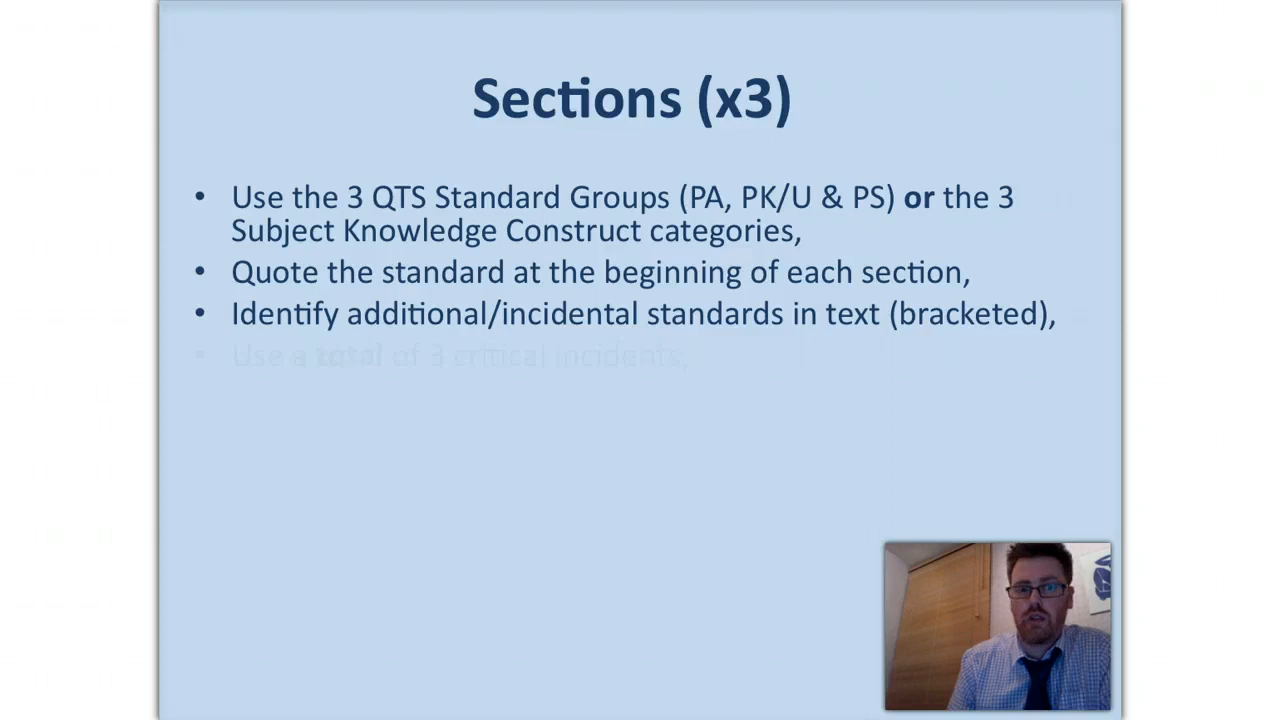 Sections (x3)
• Use the 3 QTS Standard Groups (PA, PK/U & PS) or the 3
Subject Knowledge Construct categories,
• Quote the standard at the beginning of each section,
• Identify additional/incidental standards in text (bracketed),
• Use a total of 3 critical incidents,